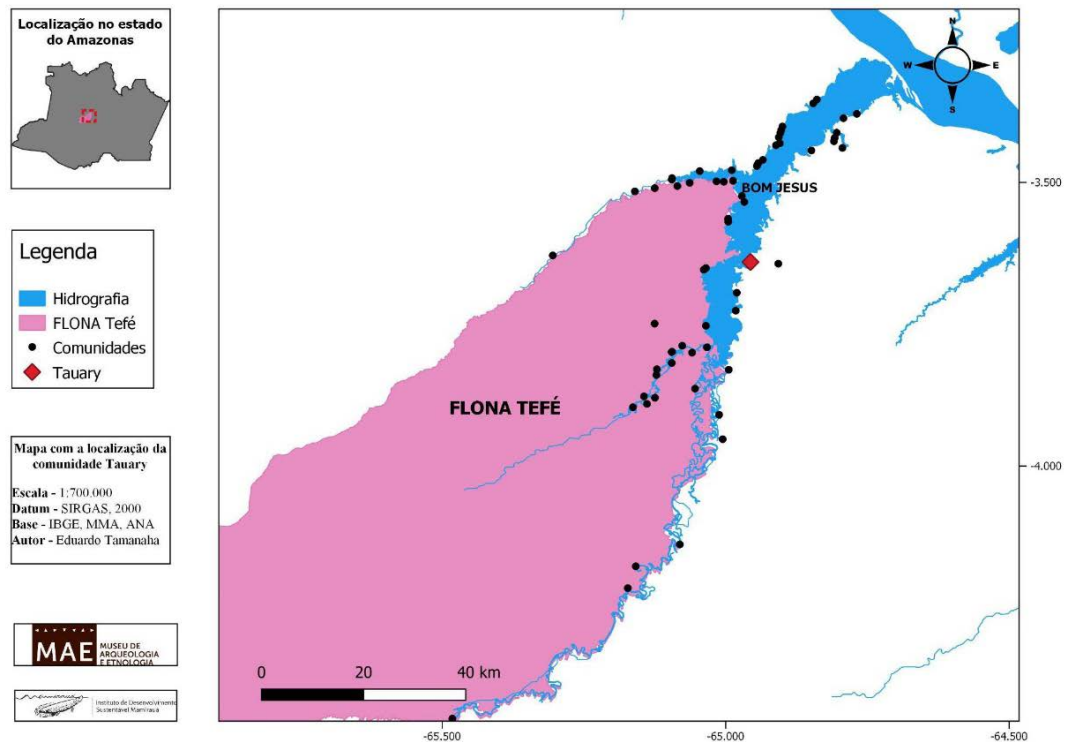 Localização no estado
do Amazonas
Legenda
Hidrografia
FLONA Tefé
Comunidades
Tauary
Mapa com a localização da
comunidade Tauary
Escala - 1:700.000
Datum - SIRGAS, 2000
Base - IBGE, MMA, ANA
Autor - Eduardo Tamanaha
MAE
MUSEU DE
ARQUEOLOGIA
E ETNOLOGIA
Instituto de Desenvolvimento
Sustentável Mamirauá
N
W
E
S
BOM JESUS
FLONA TEFÉ
0
20
40 km
-3.500
-4.000
-65.500
-65.000
-64.500